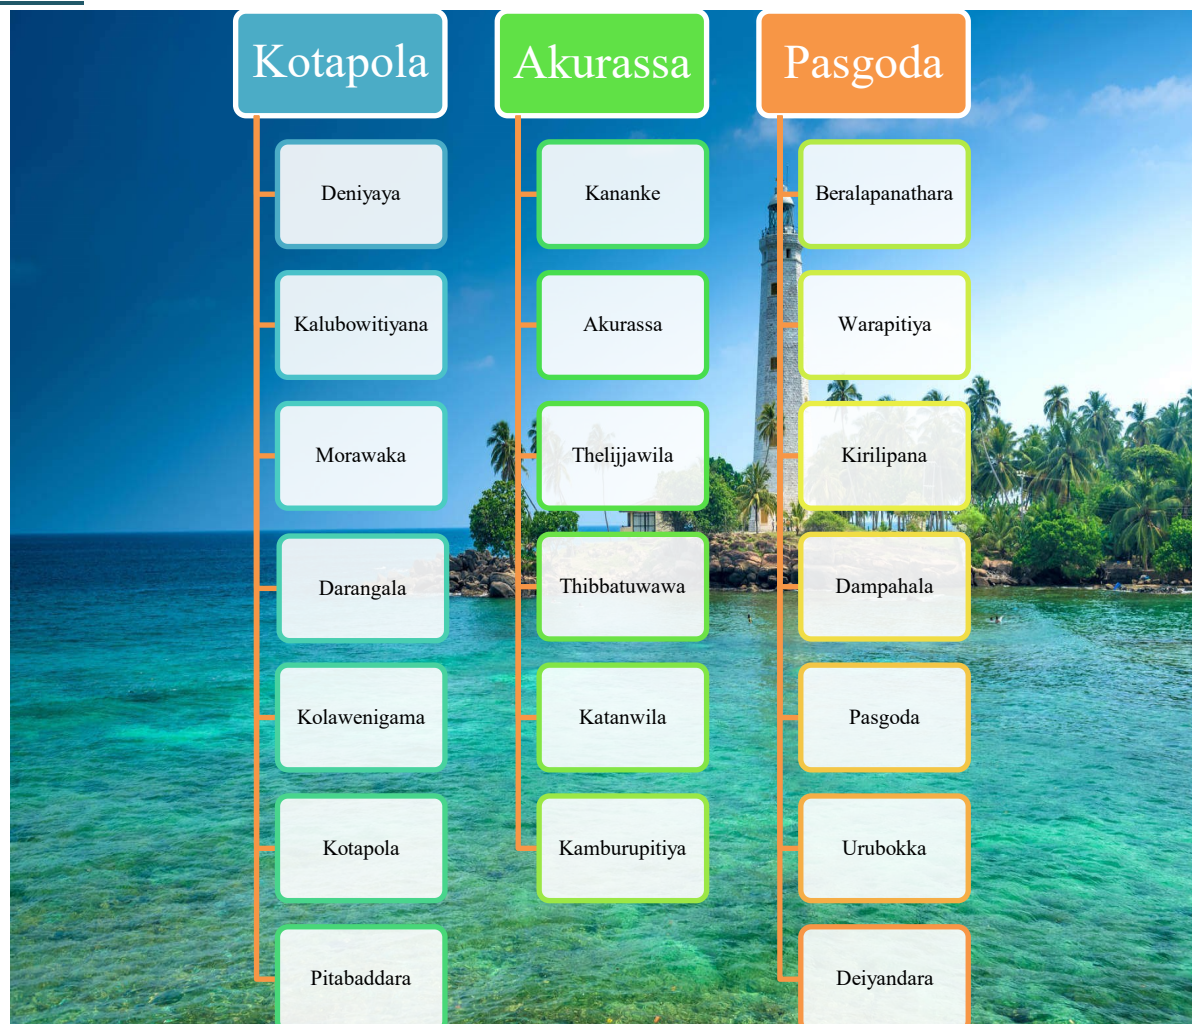 Kotapola
Deniyaya
Kalubowitiyana
Morawaka
Darangala
Kolawenigama
Kotapola
Pitabaddara
Akurassa
Kananke
Akurassa
Thelijjawila
Thibbatuwawa
Katanwila
Kamburupitiya
Pasgoda
Beralapanathara
Warapitiya
Kirilipana
Dampahala
Pasgoda
Urubokka
Deiyandara